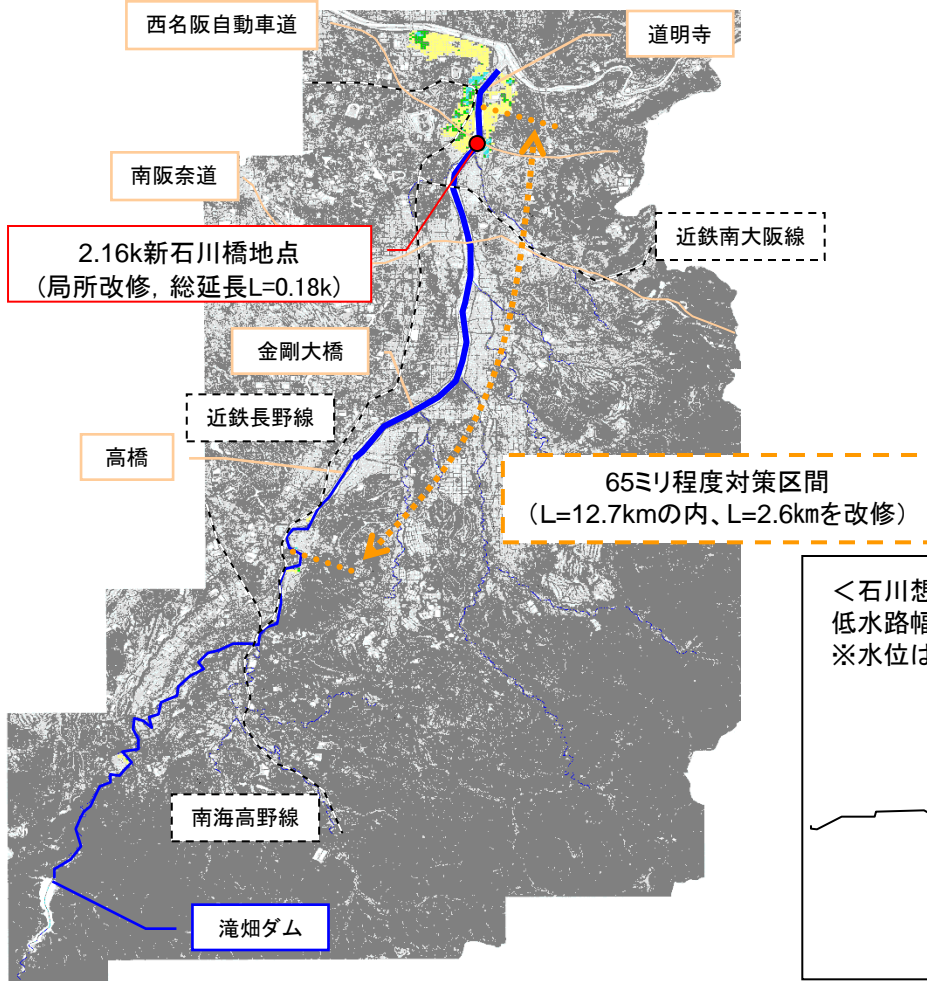 西名阪自動車道
道明寺
南阪奈道
近鉄南大阪線
2.16k新石川橋地点
(局所改修, 総延長L=0.18k)
金剛大橋
近鉄長野線
高橋
65ミリ程度対策区間
（L=12.7kmの内、L=2.6kmを改修）
＜石川想
低水路幅
※水位は
南海高野線
滝畑ダム